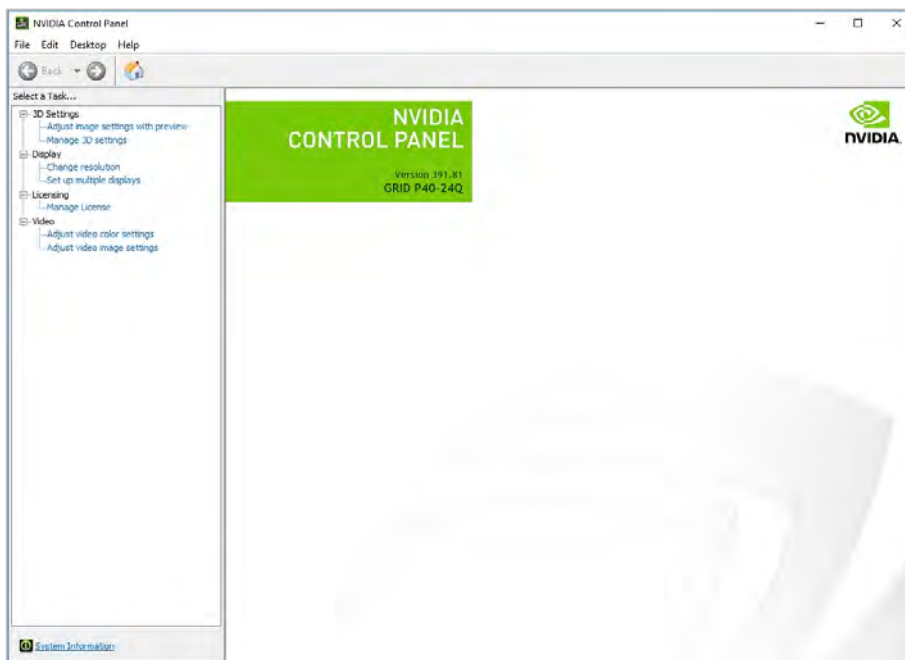 NVIDIA Control Panel
File Edit Desktop Help
Back
Select a Task...
3D Settings
Adjust image settings with preview
Manage 3D settings
Display
Change resolution
Set up multiple displays
Licensing
Manage License
Video
Adjust video color settings
Adjust video image settings
NVIDIA
CONTROL PANEL
Version 391.81
GRID P40-24Q
NVIDIA.
System Information